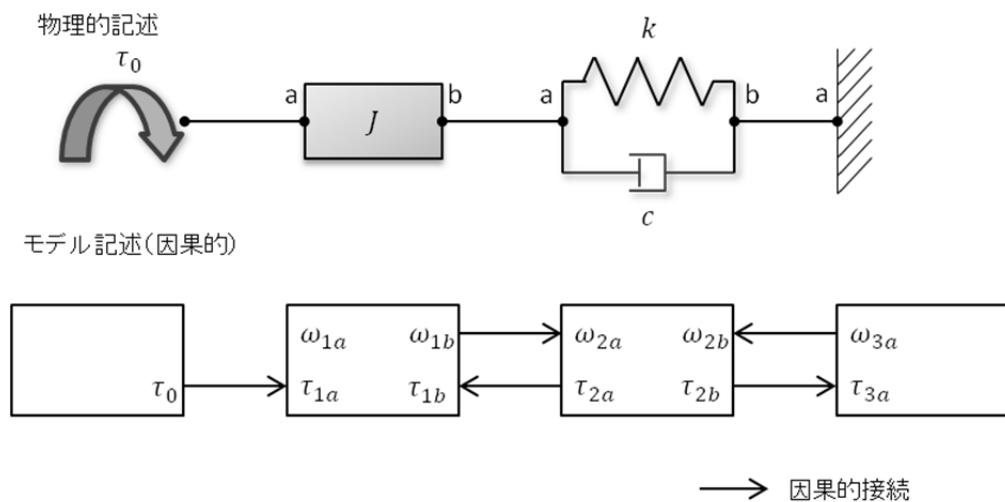 物理的記述
τ₀
a
J
b
a
k
c
b
a
モデル記述(因果的)
τ₀
ω₁ₐ ω₁b
τ₁ₐ τ₁b
ω₂ₐ ω₂b
τ₂ₐ τ₂b
ω₃ₐ
τ₃ₐ
因果的接続